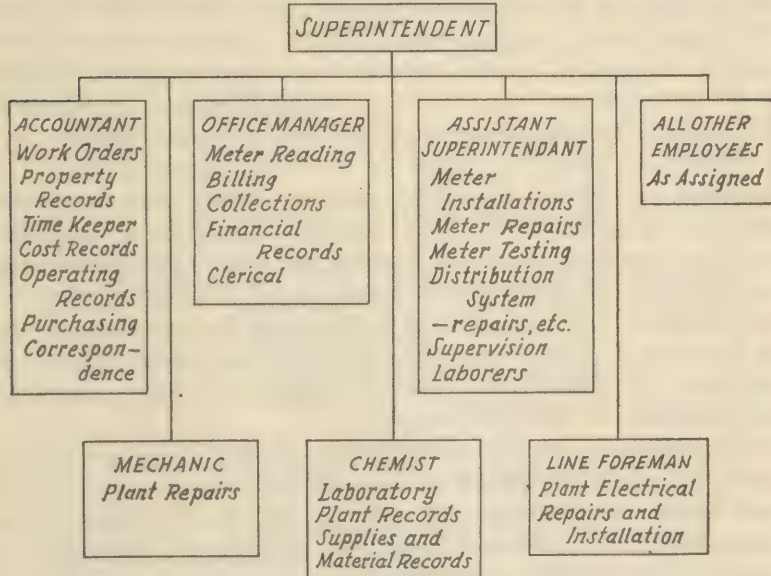 SUPERINTENDENT
ACCOUNTANT
Work Orders
Property
Records
Time Keeper
Cost Records
Operating
Records
Purchasing
Correspon-
dence
OFFICE MANAGER
Meter Reading
Billing
Collections
Financial
Records
Clerical
ASSISTANT
SUPERINTENDANT
Meter
Installations
Meter Repairs
Meter Testing
Distribution
System
—repairs, etc.
Supervision
Laborers
ALL OTHER
EMPLOYEES
As Assigned
MECHANIC
Plant Repairs
CHEMIST
Laboratory
Plant Records
Supplies and
Material Records
LINE FOREMAN
Plant Electrical
Repairs and
Installation